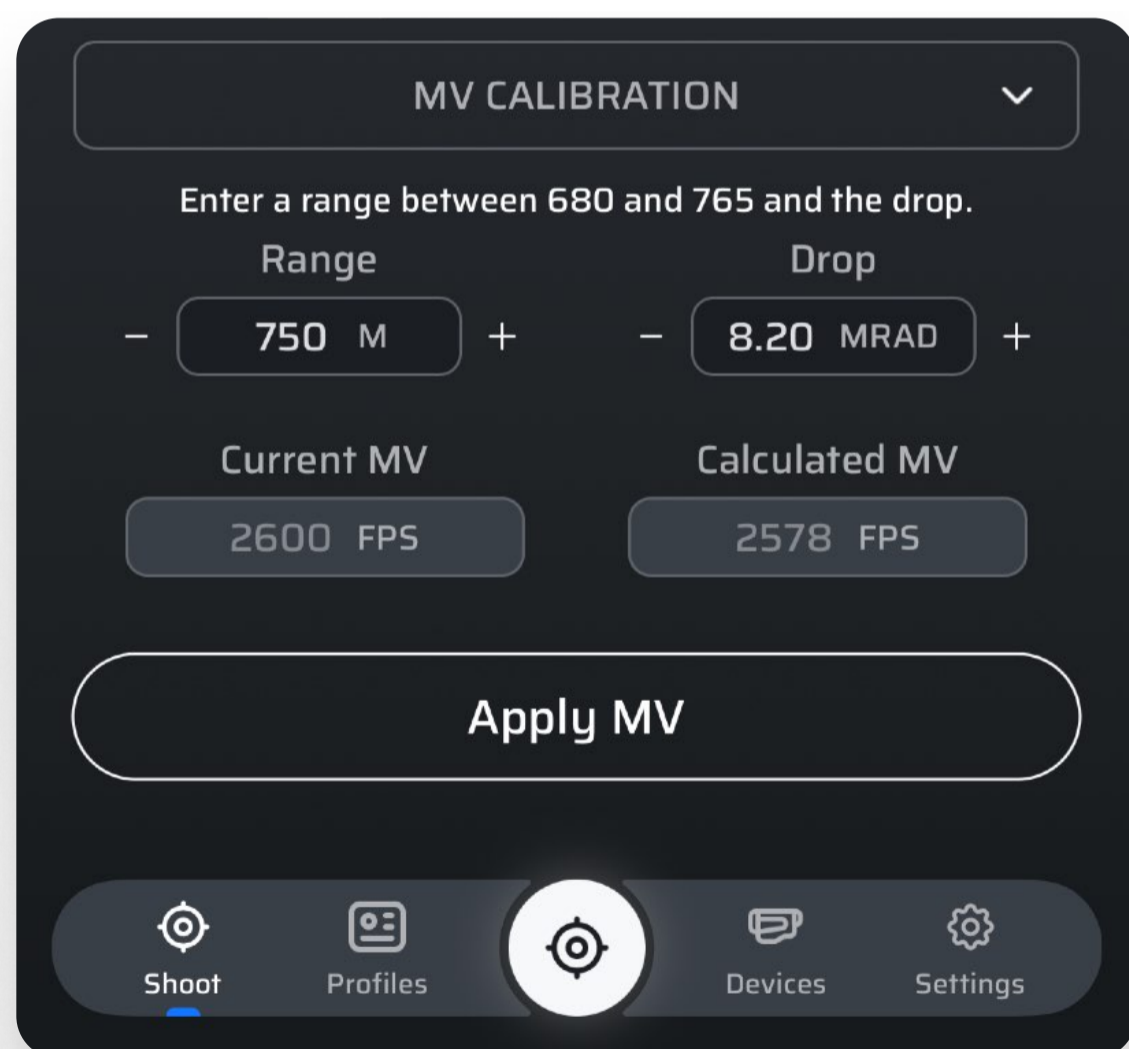 MV CALIBRATION
Enter a range between 680 and 765 and the drop.
Range Drop
− 750 M + − 8.20 MRAD +
Current MV Calculated MV
2600 FPS 2578 FPS
Apply MV
Shoot Profiles Devices Settings